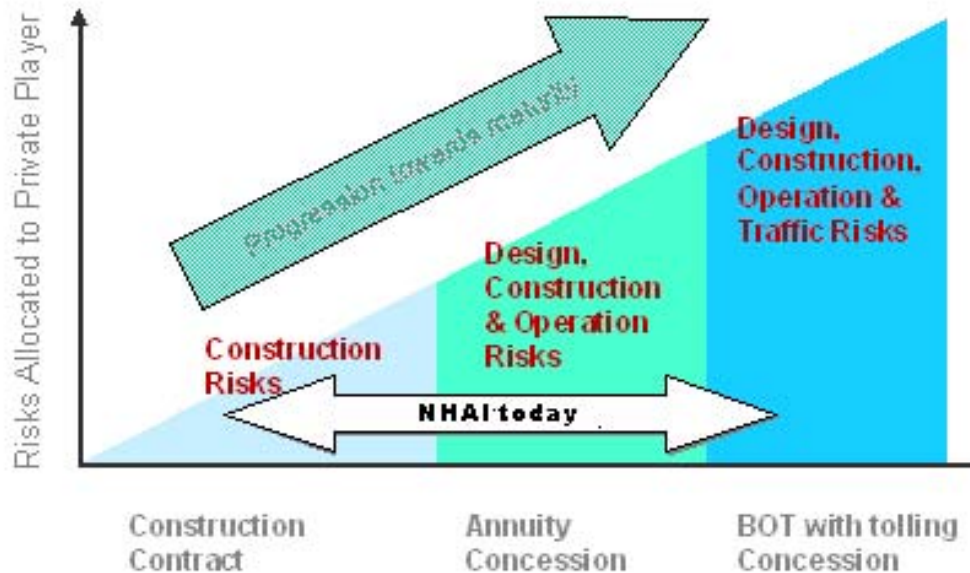 Risks Allocated to Private Player
Progression towards maturity
Design,
Construction,
Operation &
Traffic Risks
Design,
Construction
& Operation
Risks
Construction
Risks
NHAI today
Construction
Contract
Annuity
Concession
BOT with tolling
Concession